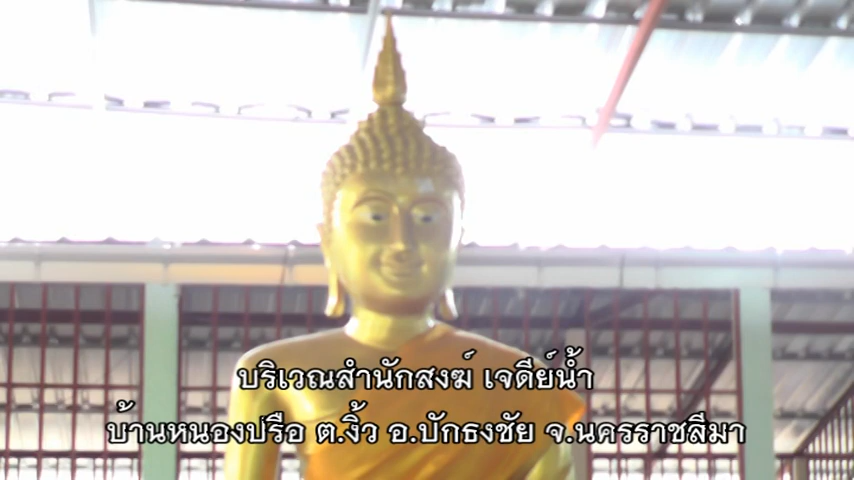 บริเวณสำนักสงฆ์ เจดีย์น้ำ
บ้านหนองปรือ ต.งิ้ว อ.ปักธงชัย จ.นครราชสีมา